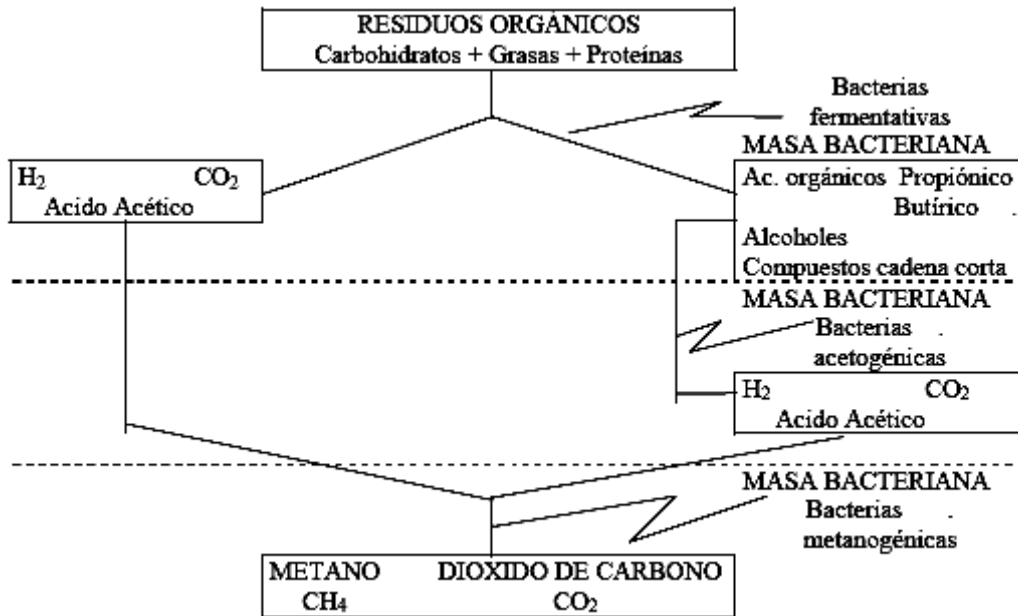 RESIDUOS ORGÁNICOS
Carbohidratos + Grasas + Proteínas
Bacterias
fermentativas
MASA BACTERIANA
H₂ CO₂
Acido Acético
Ac. orgánicos Propiónico
Butírico .
Alcoholes
Compuestos cadena corta
MASA BACTERIANA
Bacterias .
acetogénicas
H₂ CO₂
Acido Acético
MASA BACTERIANA
Bacterias .
metanogénicas
METANO DIOXIDO DE CARBONO
CH₄ CO₂